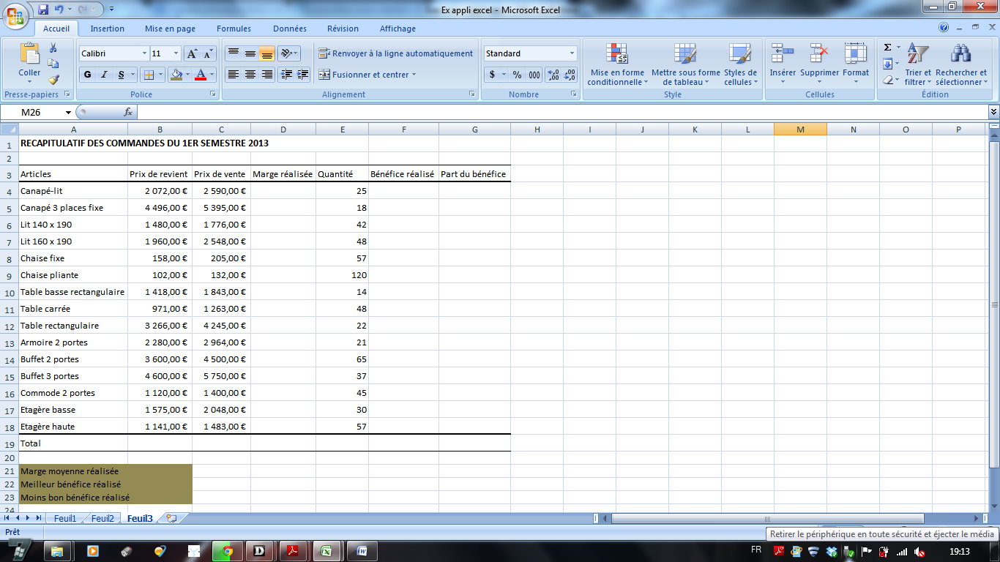 Ex appli excel - Microsoft Excel
Accueil Insertion Mise en page Formules Données Révision Affichage
Coller
Presse-papiers
Calibri 11
G I S
Police
Renvoyer à la ligne automatiquement
Fusionner et centrer
Alignement
Standard
$ % 000
Nombre
Mise en forme conditionnelle
Mettre sous forme de tableau
Styles de cellules
Style
Insérer Supprimer Format
Cellules
Trier et filtrer
Rechercher et sélectionner
Édition
M26 fx
A B C D E F G H I J K L M N O P
1 RECAPITULATIF DES COMMANDES DU 1ER SEMESTRE 2013
2
3 Articles Prix de revient Prix de vente Marge réalisée Quantité Bénéfice réalisé Part du bénéfice
4 Canapé-lit 2 072,00 € 2 590,00 € 25
5 Canapé 3 places fixe 4 496,00 € 5 395,00 € 18
6 Lit 140 x 190 1 480,00 € 1 776,00 € 42
7 Lit 160 x 190 1 960,00 € 2 548,00 € 48
8 Chaise fixe 158,00 € 205,00 € 57
9 Chaise pliante 102,00 € 132,00 € 120
10 Table basse rectangulaire 1 418,00 € 1 843,00 € 14
11 Table carrée 971,00 € 1 263,00 € 48
12 Table rectangulaire 3 266,00 € 4 245,00 € 22
13 Armoire 2 portes 2 280,00 € 2 964,00 € 21
14 Buffet 2 portes 3 600,00 € 4 500,00 € 65
15 Buffet 3 portes 4 600,00 € 5 750,00 € 37
16 Commode 2 portes 1 120,00 € 1 400,00 € 45
17 Etagère basse 1 575,00 € 2 048,00 € 30
18 Etagère haute 1 141,00 € 1 483,00 € 57
19 Total
20
21 Marge moyenne réalisée
22 Meilleur bénéfice réalisé
23 Moins bon bénéfice réalisé
24
Feuil1 Feuil2 Feuil3
Prêt
Retirer le périphérique en toute sécurité et éjecter le média
FR 19:13